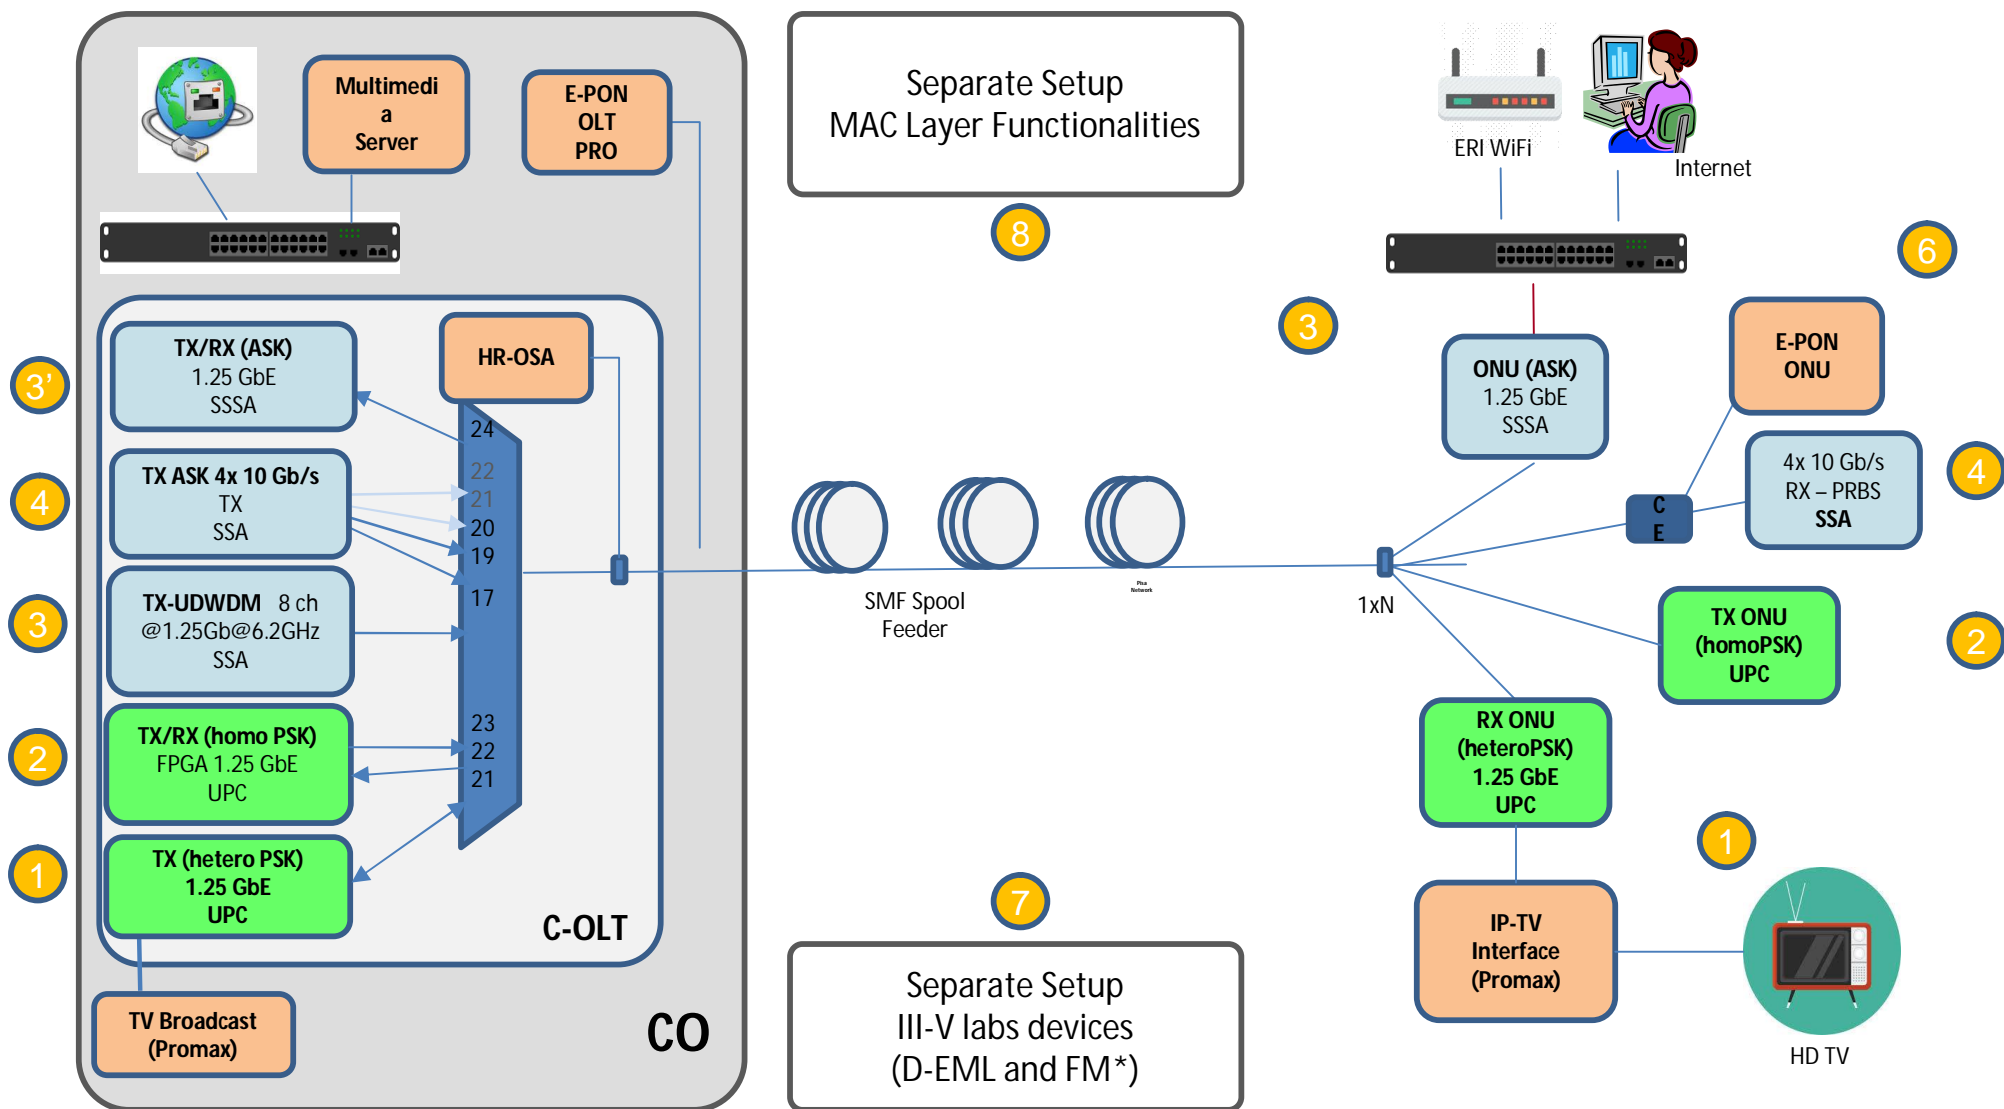 Multimedi
a
Server
E-PON
OLT
PRO
Separate Setup
MAC Layer Functionalities
8
ERI WiFi
Internet
6
3
3'
TX/RX (ASK)
1.25 GbE
SSSA
HR-OSA
24
22
21
20
19
17
23
22
21
4
TX ASK 4x 10 Gb/s
TX
SSA
3
TX-UDWDM 8 ch
@1.25Gb@6.2GHz
SSA
2
TX/RX (homo PSK)
FPGA 1.25 GbE
UPC
1
TX (hetero PSK)
1.25 GbE
UPC
C-OLT
TV Broadcast
(Promax)
CO
SMF Spool
Feeder
Pisa
Network
1xN
ONU (ASK)
1.25 GbE
SSSA
E-PON
ONU
C
E
4x 10 Gb/s
RX – PRBS
SSA
4
TX ONU
(homoPSK)
UPC
2
RX ONU
(heteroPSK)
1.25 GbE
UPC
1
IP-TV
Interface
(Promax)
HD TV
7
Separate Setup
III-V labs devices
(D-EML and FM*)